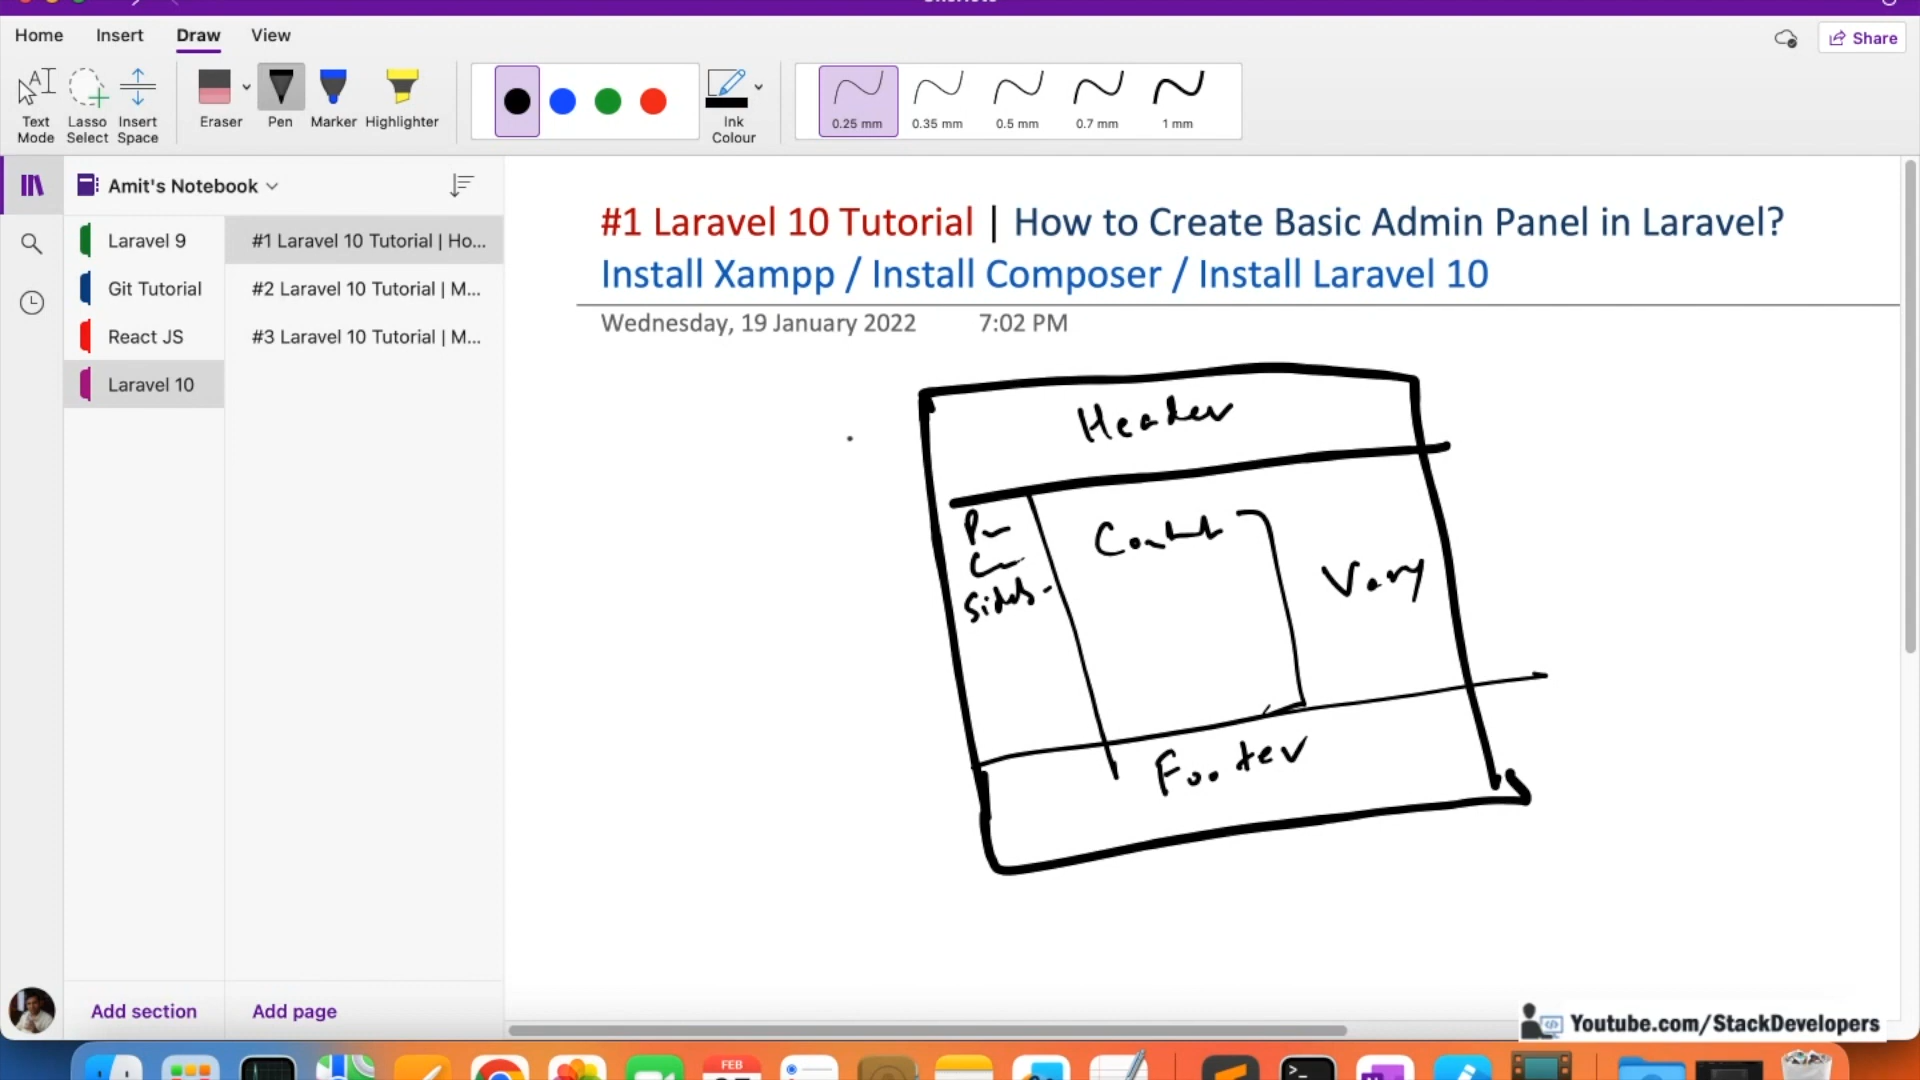 Home Insert Draw View
Share
Text Mode
Lasso Select
Insert Space
Eraser
Pen
Marker
Highlighter
Ink Colour
0.25 mm
0.35 mm
0.5 mm
0.7 mm
1 mm
Amit's Notebook
Laravel 9
Git Tutorial
React JS
Laravel 10
#1 Laravel 10 Tutorial | Ho...
#2 Laravel 10 Tutorial | M...
#3 Laravel 10 Tutorial | M...
#1 Laravel 10 Tutorial | How to Create Basic Admin Panel in Laravel?
Install Xampp / Install Composer / Install Laravel 10
Wednesday, 19 January 2022 7:02 PM
Header
Vary
Footer
Add section
Add page
Youtube.com/StackDevelopers
FEB